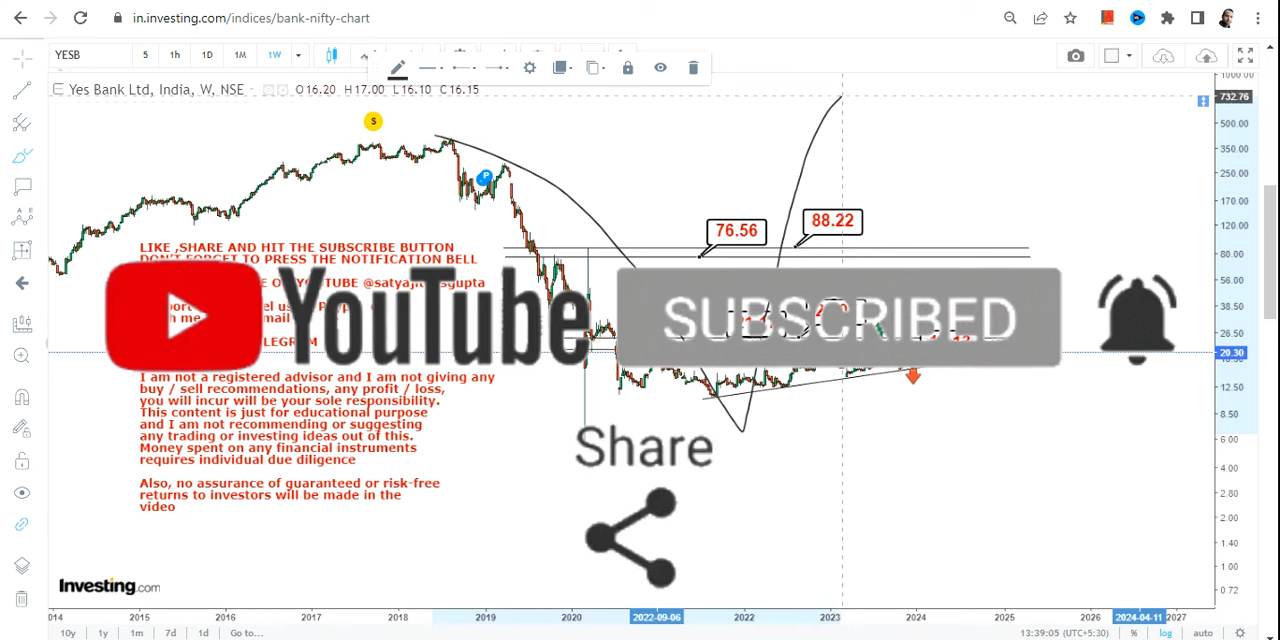 in.investing.com/indices/bank-nifty-chart
YESB
5
1h
1D
1M
1W
Yes Bank Ltd, India, W, NSE
O16.20 H17.00 L16.10 C16.15
1000.00
732.76
500.00
350.00
250.00
170.00
120.00
80.00
56.00
38.50
26.50
20.30
12.50
8.50
6.00
4.00
2.80
2.00
1.40
1.00
0.72
S
P
76.56
88.22
LIKE ,SHARE AND HIT THE SUBSCRIBE BUTTON
DON'T FORGET TO PRESS THE NOTIFICATION BELL
YouTube
SUBSCRIBED
Share
I am not a registered advisor and I am not giving any
buy / sell recommendations, any profit / loss,
you will incur will be your sole responsibility.
This content is just for educational purpose
and I am not recommending or suggesting
any trading or investing ideas out of this.
Money spent on any financial instruments
requires individual due diligence
Also, no assurance of guaranteed or risk-free
returns to investors will be made in the
video
Investing.com
2015
2016
2017
2018
2019
2020
2022-09-06
2022
2023
2024
2025
2024-04-11
2027
10y
1y
1m
7d
1d
Go to...
13:39:05 (UTC+5:30)
%
log
auto